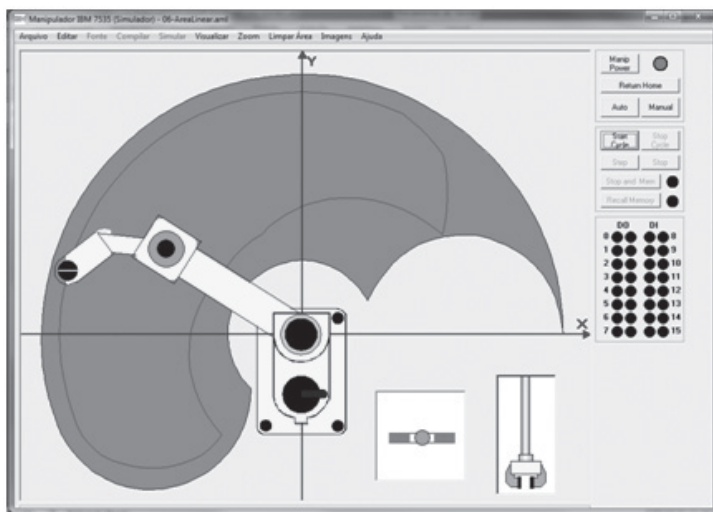 Manipulador IBM 7535 (Simulador) - 06-AreaLinear.aml
Arquivo Editar Fonte Compilar Simular Visualizar Zoom Limpar Área Imagens Ajuda
Y
X
Manip Power
Return Home
Auto Manual
Start Cycle Stop Cycle
Step Stop
Stop and Mem
Recall Memory
DO DI
0 8
1 9
2 10
3 11
4 12
5 13
6 14
7 15